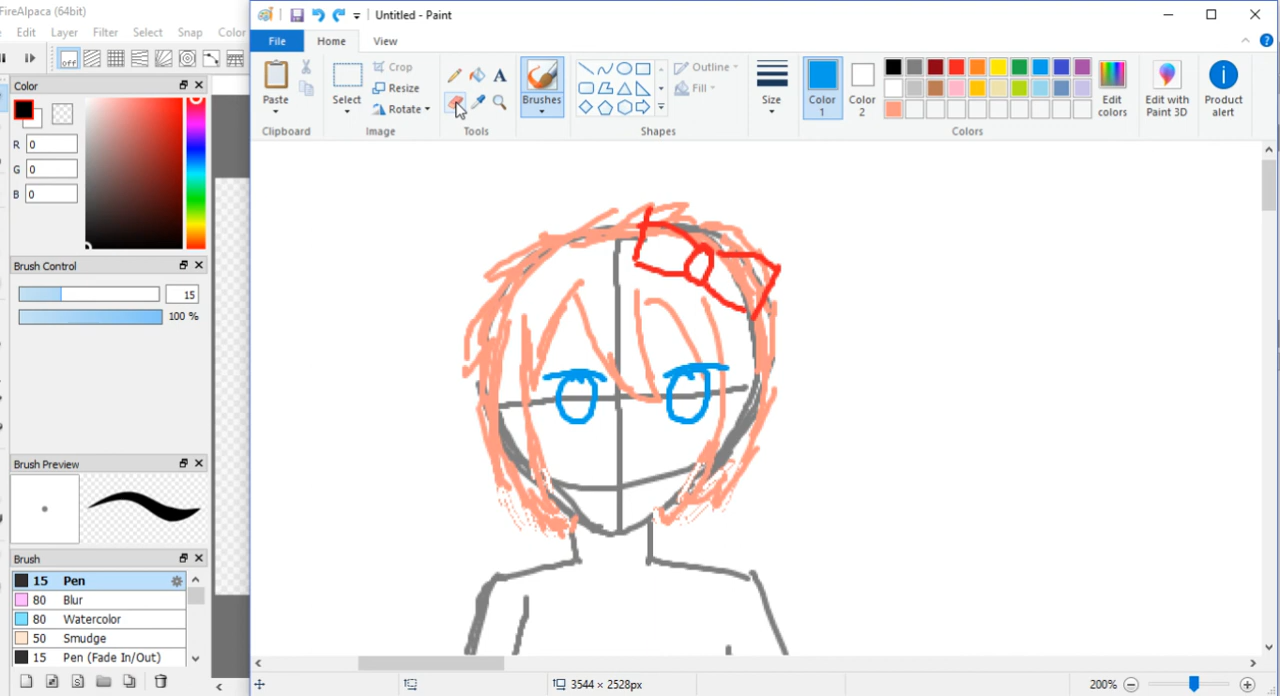 FireAlpaca (64bit)
Edit Layer Filter Select Snap Color
off
Color
R 0
G 0
B 0
Brush Control
15
100 %
Brush Preview
Brush
15 Pen
80 Blur
80 Watercolor
50 Smudge
15 Pen (Fade In/Out)
Untitled - Paint
File Home View
Paste
Clipboard
Select
Crop
Resize
Rotate
Image
A
Tools
Brushes
Outline
Fill
Shapes
Size
Color 1
Color 2
Edit colors
Colors
Edit with Paint 3D
Product alert
3544 × 2528px
200%